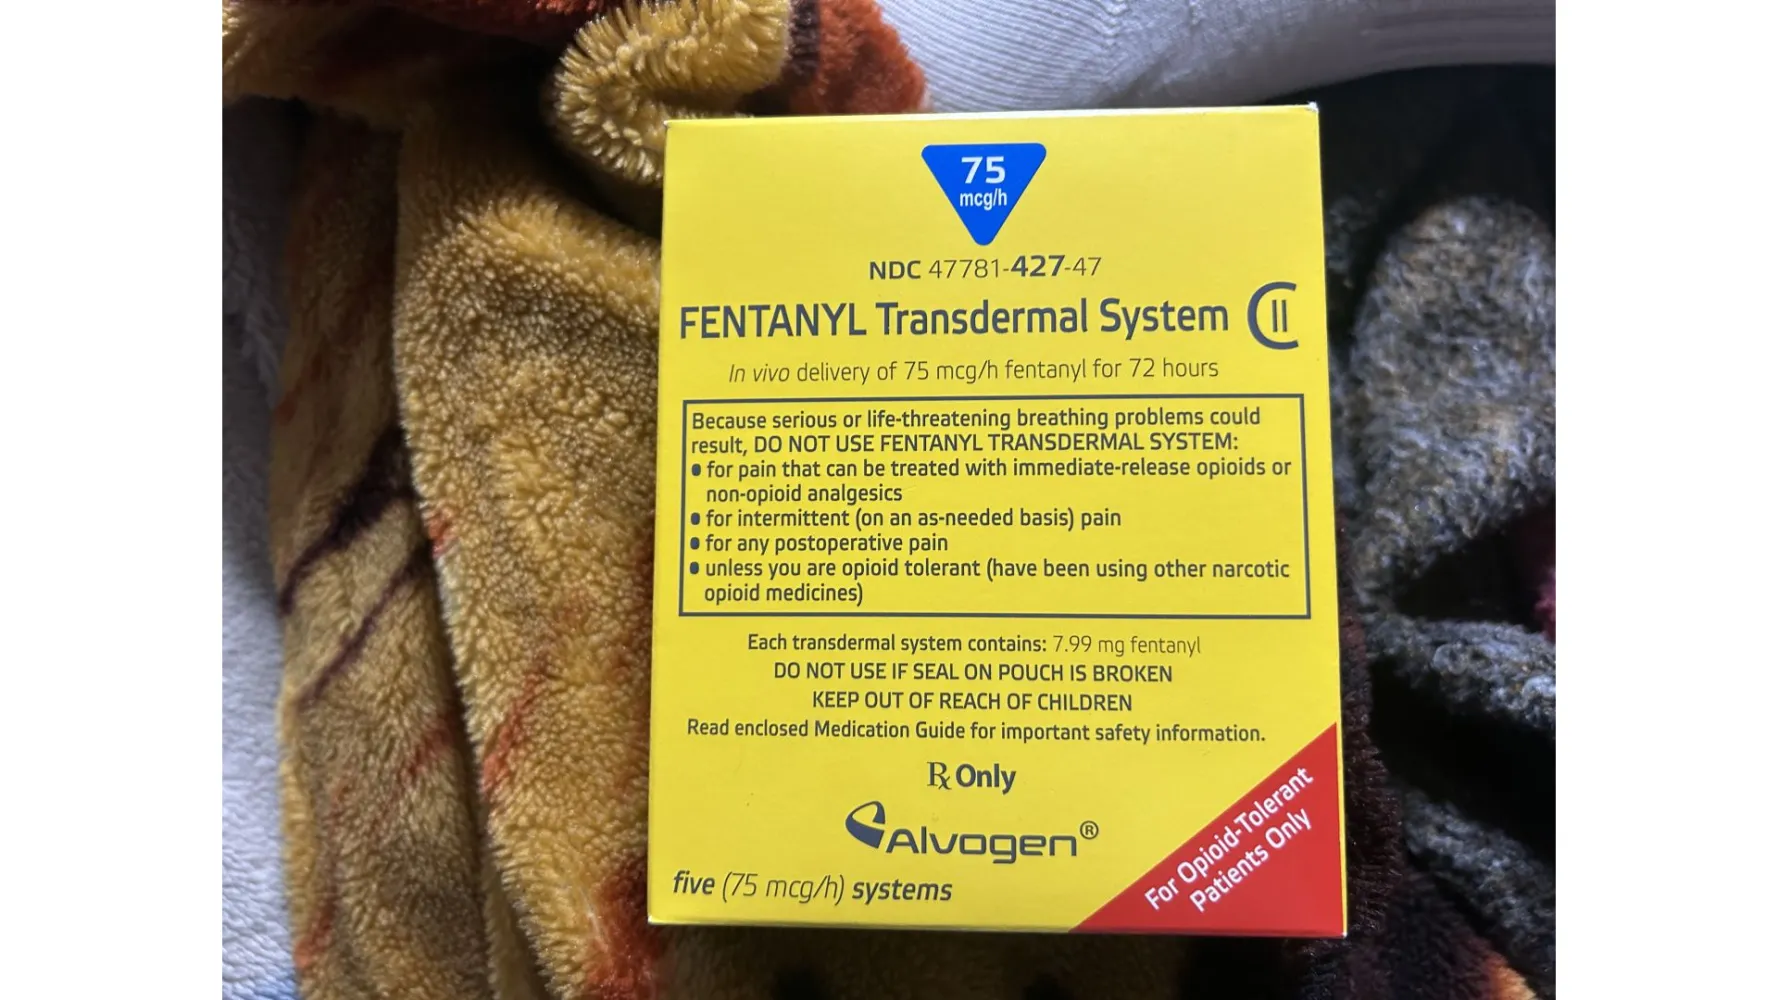 75
mcg/h
NDC 47781-427-47
FENTANYL Transdermal System CII
In vivo delivery of 75 mcg/h fentanyl for 72 hours
Because serious or life-threatening breathing problems could
result, DO NOT USE FENTANYL TRANSDERMAL SYSTEM:
• for pain that can be treated with immediate-release opioids or
non-opioid analgesics
• for intermittent (on an as-needed basis) pain
• for any postoperative pain
• unless you are opioid tolerant (have been using other narcotic
opioid medicines)
Each transdermal system contains: 7.99 mg fentanyl
DO NOT USE IF SEAL ON POUCH IS BROKEN
KEEP OUT OF REACH OF CHILDREN
Read enclosed Medication Guide for important safety information.
℞ Only
Alvogen®
five (75 mcg/h) systems
For Opioid-Tolerant
Patients Only